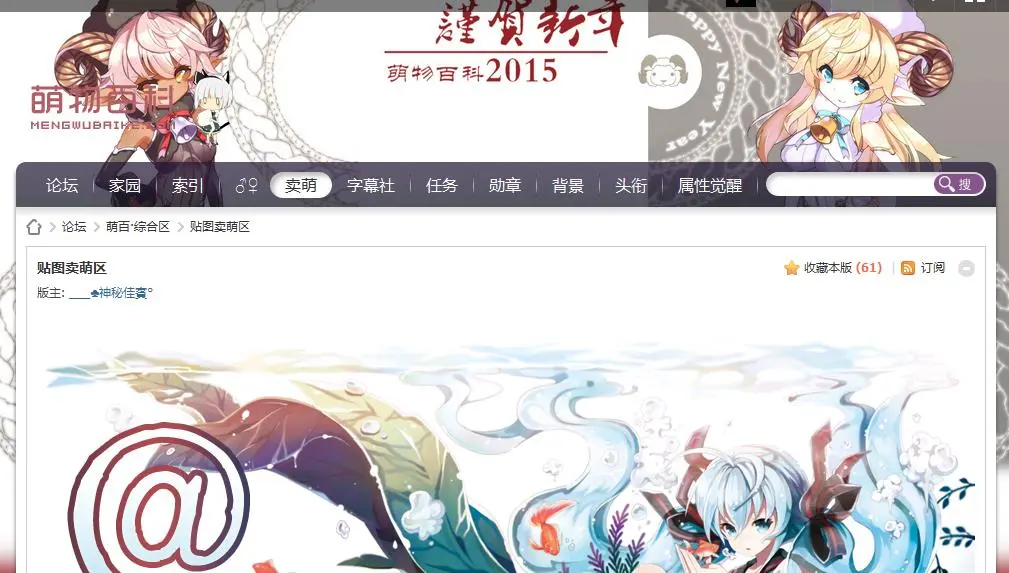 謹賀新年
萌物百科2015
Happy New Year
萌物百科
MENGWUBAIKE.COM
论坛 家园 索引 ♂♀ 卖萌 字幕社 任务 勋章 背景 头衔 属性觉醒 搜
论坛 萌百·综合区 贴图卖萌区
贴图卖萌区
收藏本版 (61) 订阅
版主: ___♣神秘佳賓°
@